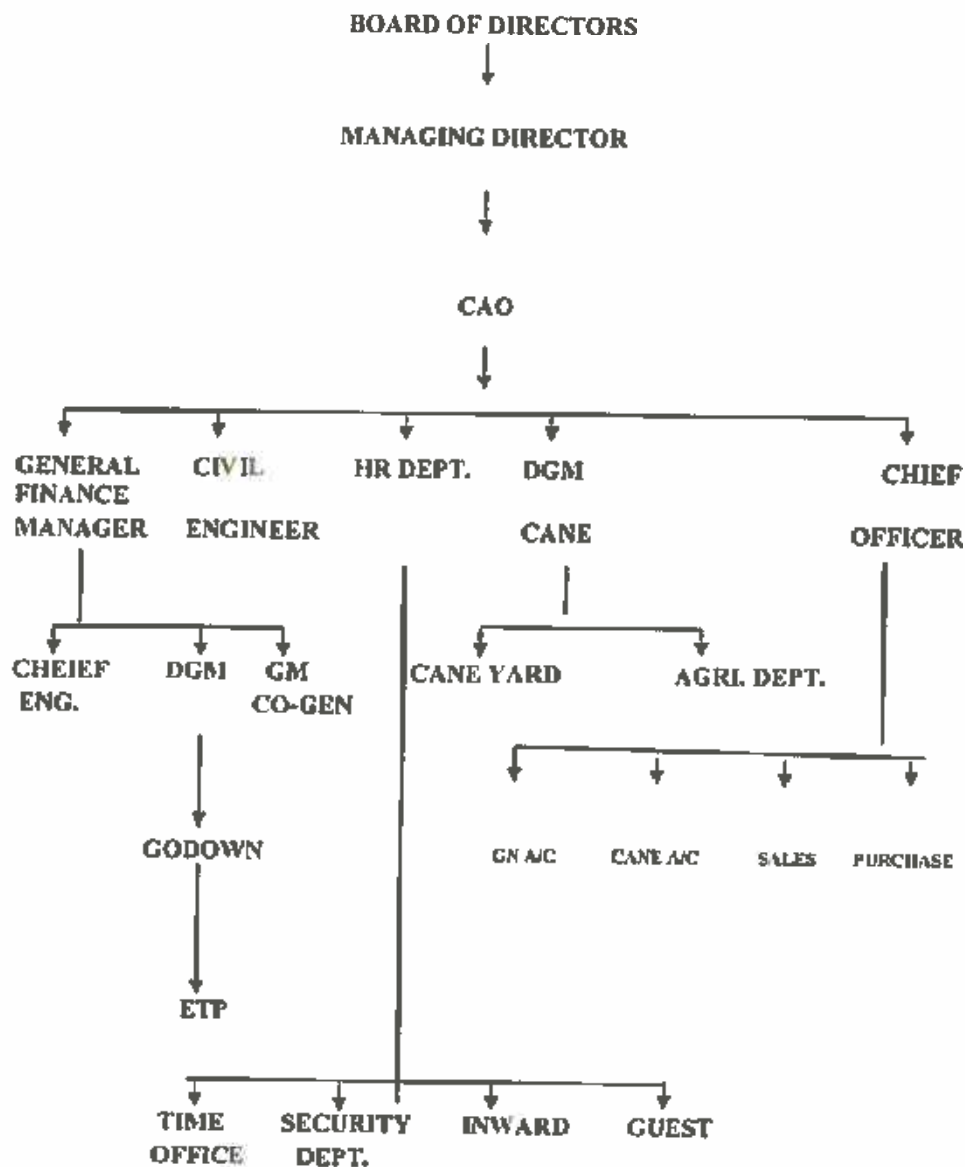 BOARD OF DIRECTORS
MANAGING DIRECTOR
CAO
GENERAL
FINANCE
MANAGER
CIVIL
ENGINEER
HR DEPT.
DGM
CANE
CHIEF
OFFICER
CHEIEF
ENG.
DGM
GM
CO-GEN
CANE YARD
AGRI. DEPT.
GODOWN
GN A/C
CANE A/C
SALES
PURCHASE
ETP
TIME
OFFICE
SECURITY
DEPT.
INWARD
GUEST